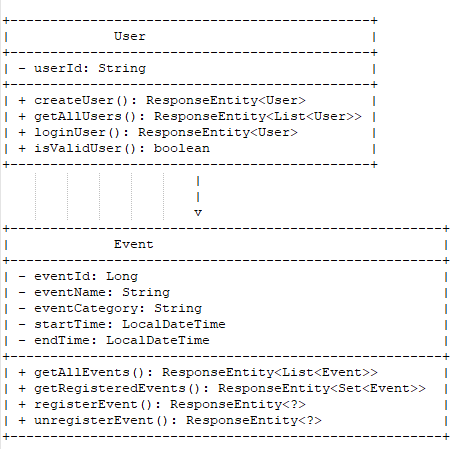 User
- userId: String
+ createUser(): ResponseEntity<User>
+ getAllUsers(): ResponseEntity<List<User>>
+ loginUser(): ResponseEntity<User>
+ isValidUser(): boolean
v
Event
- eventId: Long
- eventName: String
- eventCategory: String
- startTime: LocalDateTime
- endTime: LocalDateTime
+ getAllEvents(): ResponseEntity<List<Event>>
+ getRegisteredEvents(): ResponseEntity<Set<Event>>
+ registerEvent(): ResponseEntity<?>
+ unregisterEvent(): ResponseEntity<?>